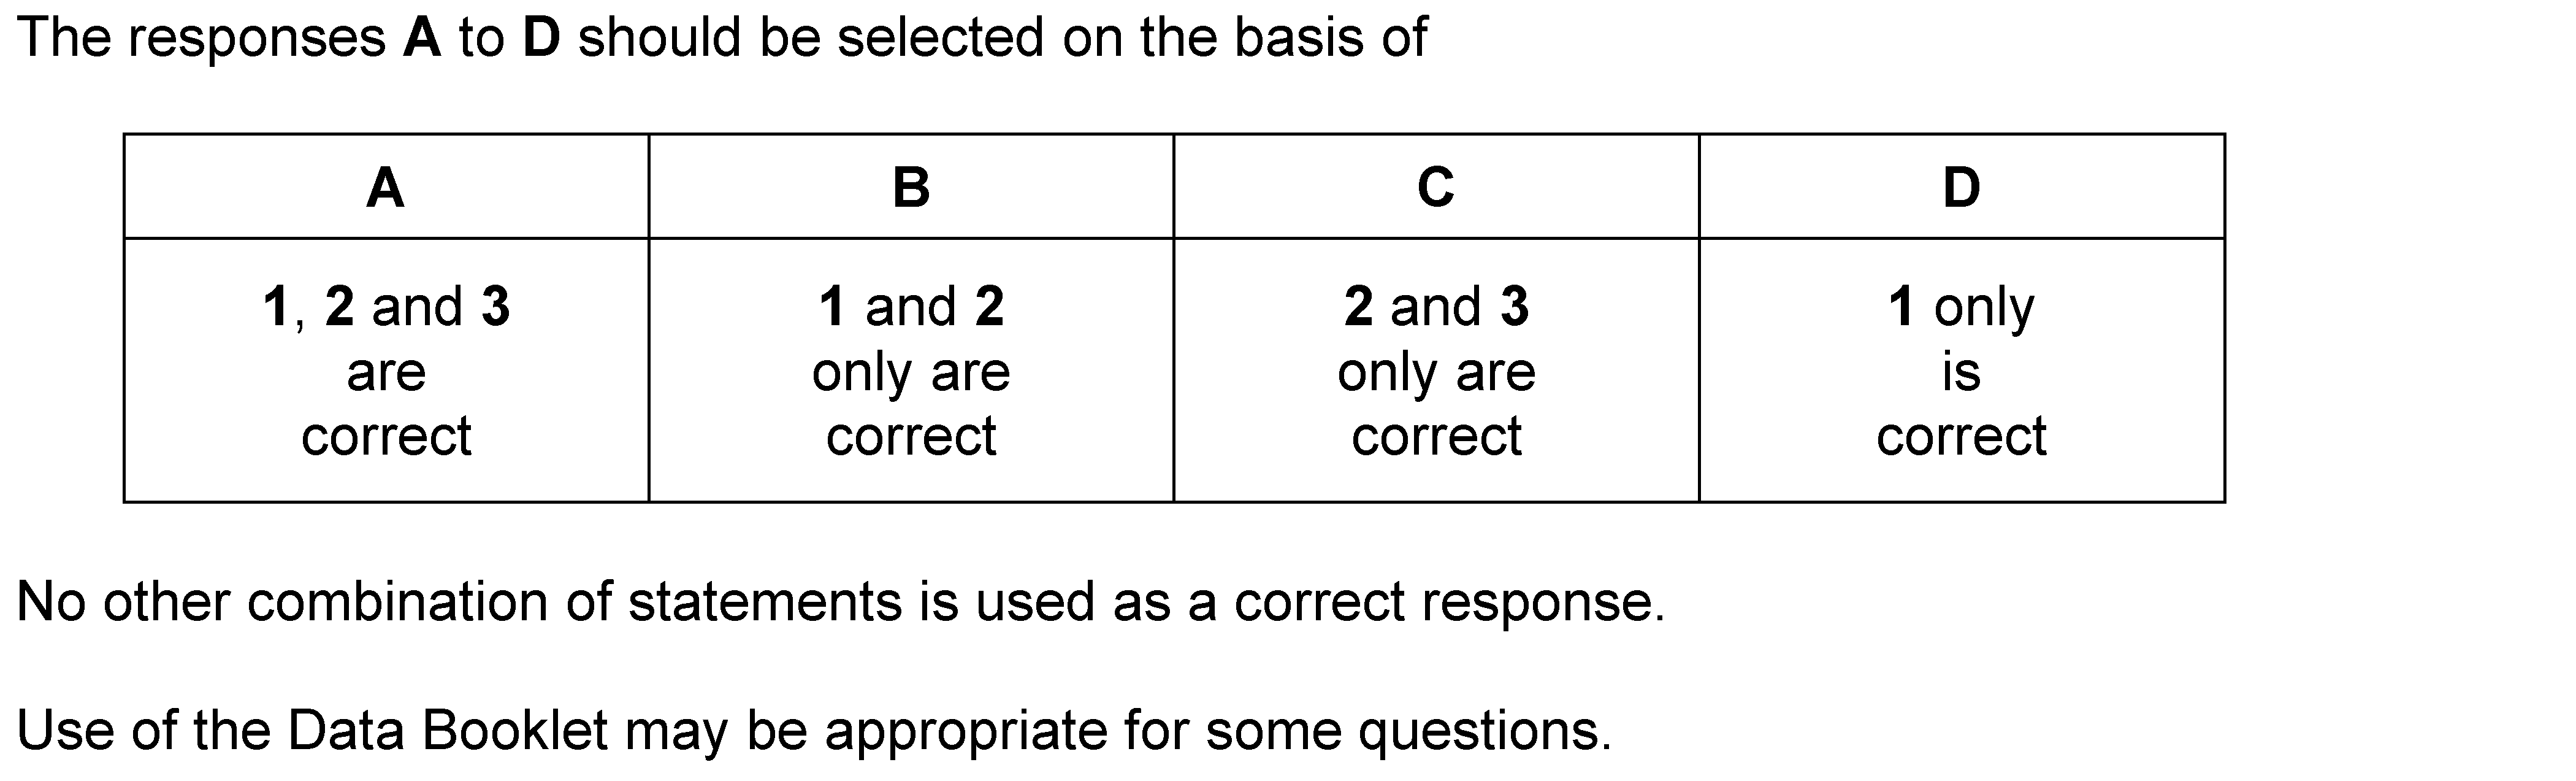 The responses A to D should be selected on the basis of
A B C D
1, 2 and 3 1 and 2 2 and 3 1 only
are only are only are is
correct correct correct correct
No other combination of statements is used as a correct response.
Use of the Data Booklet may be appropriate for some questions.